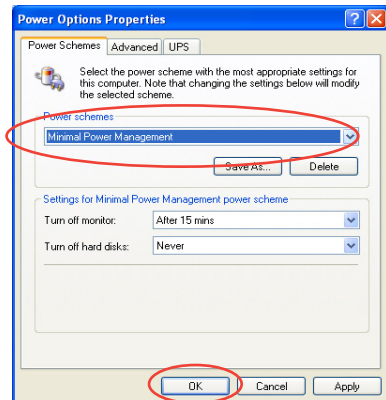 Power Options Properties
Power Schemes Advanced UPS
Select the power scheme with the most appropriate settings for
this computer. Note that changing the settings below will modify
the selected scheme.
Power schemes
Minimal Power Management
Save As... Delete
Settings for Minimal Power Management power scheme
Turn off monitor: After 15 mins
Turn off hard disks: Never
OK Cancel Apply